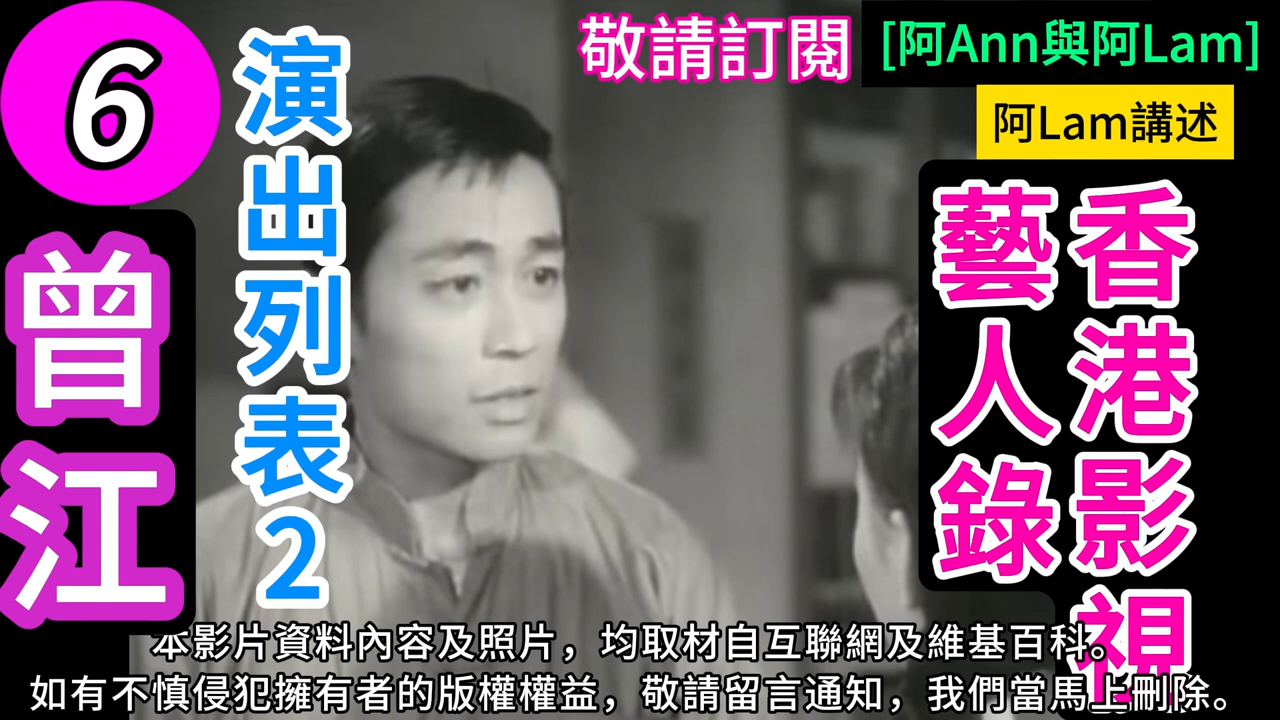 6
曾江
演出列表2
敬請訂閱
[阿Ann與阿Lam]
阿Lam講述
香港影視
藝人錄
本影片資料內容及照片，均取材自互聯網及維基百科。
如有不慎侵犯擁有者的版權權益，敬請留言通知，我們當馬上刪除。